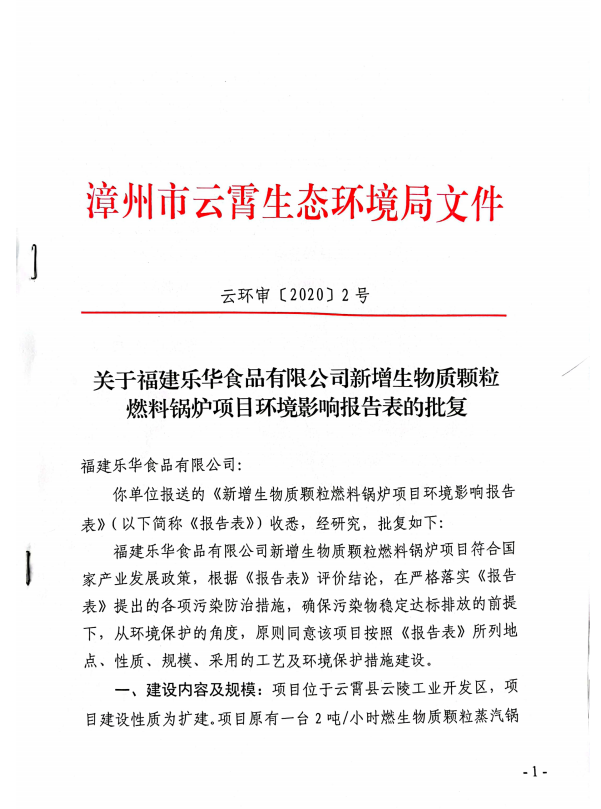 漳州市云霄生态环境局文件
云环审〔2020〕2号
关于福建乐华食品有限公司新增生物质颗粒
燃料锅炉项目环境影响报告表的批复
福建乐华食品有限公司：
你单位报送的《新增生物质颗粒燃料锅炉项目环境影响报告
表》（以下简称《报告表》）收悉，经研究，批复如下：
福建乐华食品有限公司新增生物质颗粒燃料锅炉项目符合国
家产业发展政策，根据《报告表》评价结论，在严格落实《报告
表》提出的各项污染防治措施，确保污染物稳定达标排放的前提
下，从环境保护的角度，原则同意该项目按照《报告表》所列地
点、性质、规模、采用的工艺及环境保护措施建设。
一、建设内容及规模：项目位于云霄县云陵工业开发区，项
目建设性质为扩建。项目原有一台2吨/小时燃生物质颗粒蒸汽锅
- 1 -